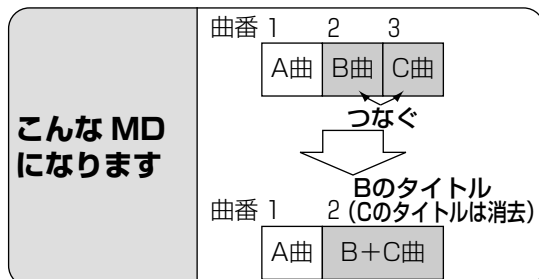 こんな MD
になります
曲番 1 2 3
A曲 B曲 C曲
つなぐ
Bのタイトル
曲番 1 2 (Cのタイトルは消去)
A曲 B+C曲